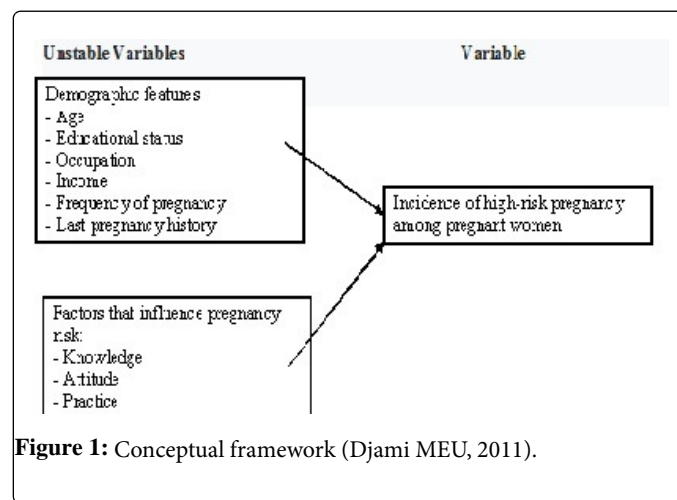 Unstable Variables
Variable
Demographic features
- Age
- Educational status
- Occupation
- Income
- Frequency of pregnancy
- Last pregnancy history
Incidence of high-risk pregnancy
among pregnant women
Factors that influence pregnancy
risk:
- Knowledge
- Attitude
- Practice
Figure 1: Conceptual framework (Djami MEU, 2011).